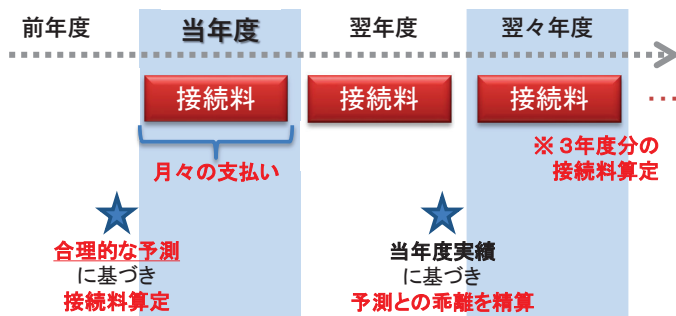 前年度
当年度
翌年度
翌々年度
接続料
接続料
接続料
…
月々の支払い
※３年度分の
接続料算定
合理的な予測
に基づき
接続料算定
当年度実績
に基づき
予測との乖離を精算